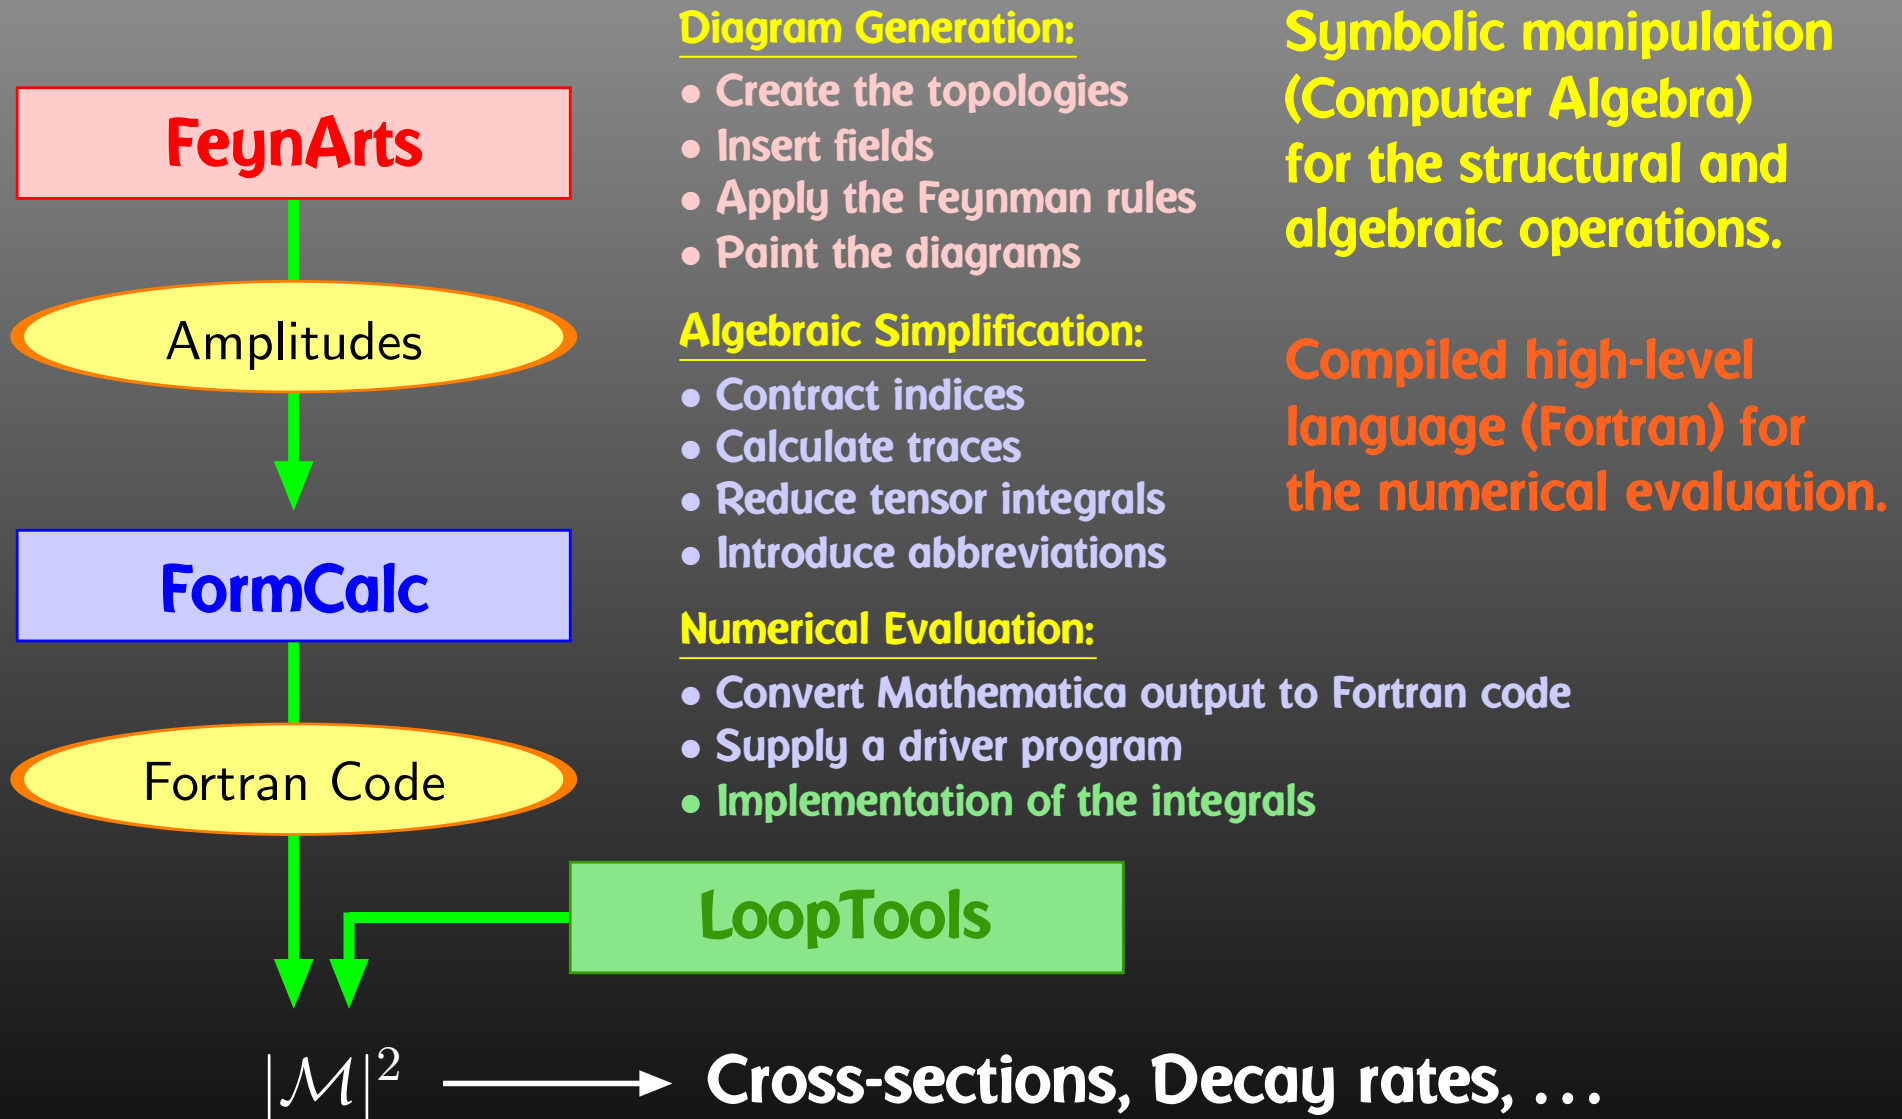 FeynArts
Amplitudes
FormCalc
Fortran Code
LoopTools
|ℳ|²
Cross-sections, Decay rates, ...
Diagram Generation:
• Create the topologies
• Insert fields
• Apply the Feynman rules
• Paint the diagrams
Algebraic Simplification:
• Contract indices
• Calculate traces
• Reduce tensor integrals
• Introduce abbreviations
Numerical Evaluation:
• Convert Mathematica output to Fortran code
• Supply a driver program
• Implementation of the integrals
Symbolic manipulation
(Computer Algebra)
for the structural and
algebraic operations.
Compiled high-level
language (Fortran) for
the numerical evaluation.